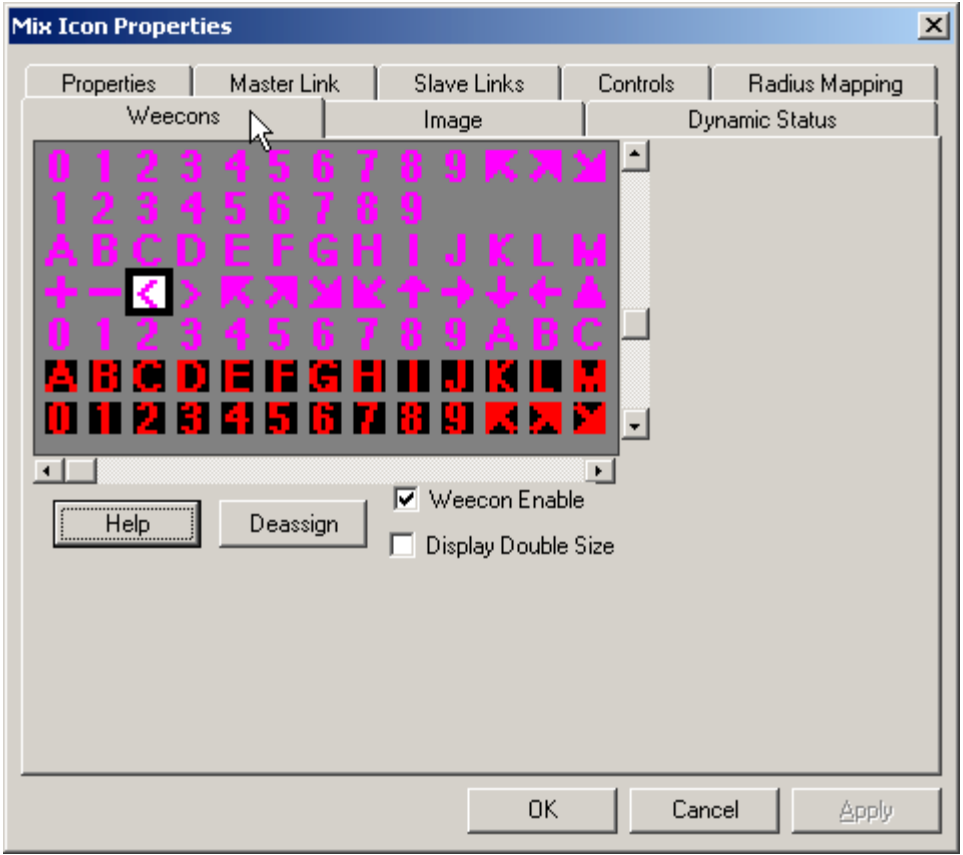 Mix Icon Properties
Properties Master Link Slave Links Controls Radius Mapping
Weecons Image Dynamic Status
0 1 2 3 4 5 6 7 8 9
1 2 3 4 5 6 7 8 9
A B C D E F G H I J K L M
+ - < >
0 1 2 3 4 5 6 7 8 9 A B C
A B C D E F G H I J K L M
0 1 2 3 4 5 6 7 8 9
Weecon Enable
Help Deassign
Display Double Size
OK Cancel Apply